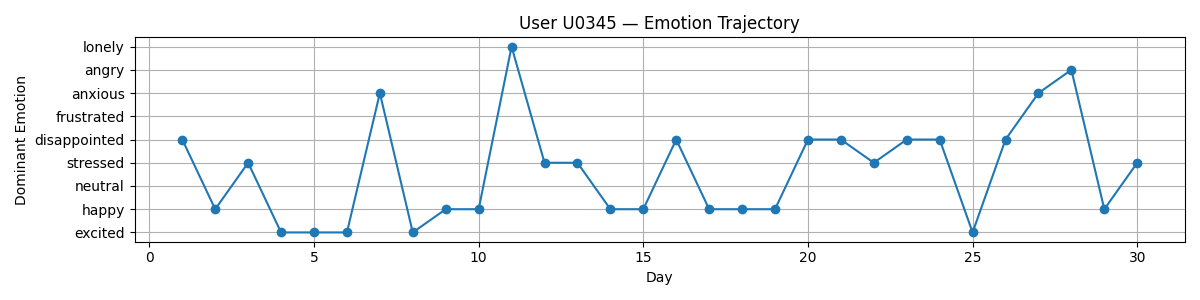 User U0345 — Emotion Trajectory
Dominant Emotion
lonely
angry
anxious
frustrated
disappointed
stressed
neutral
happy
excited
0 5 10 15 20 25 30
Day